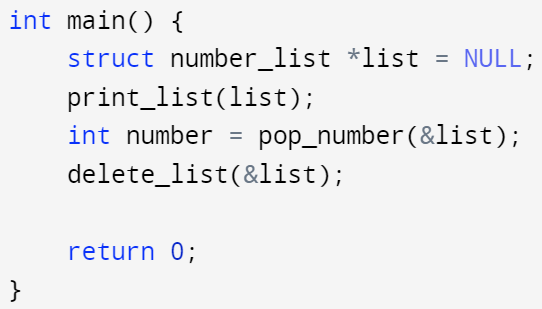 int main() {
    struct number_list *list = NULL;
    print_list(list);
    int number = pop_number(&list);
    delete_list(&list);

    return 0;
}